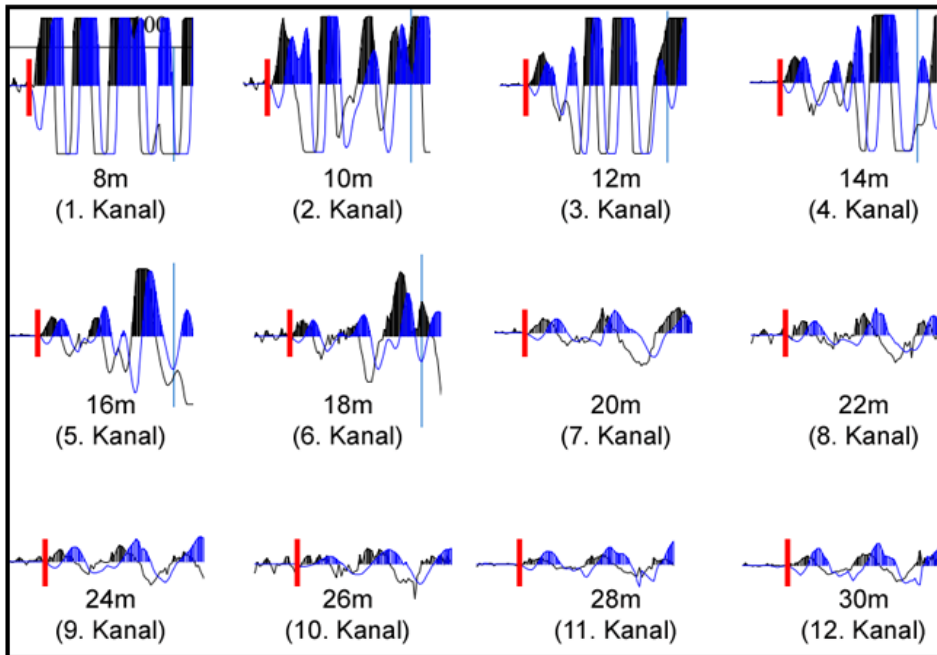 8m
(1. Kanal)
10m
(2. Kanal)
12m
(3. Kanal)
14m
(4. Kanal)
16m
(5. Kanal)
18m
(6. Kanal)
20m
(7. Kanal)
22m
(8. Kanal)
24m
(9. Kanal)
26m
(10. Kanal)
28m
(11. Kanal)
30m
(12. Kanal)